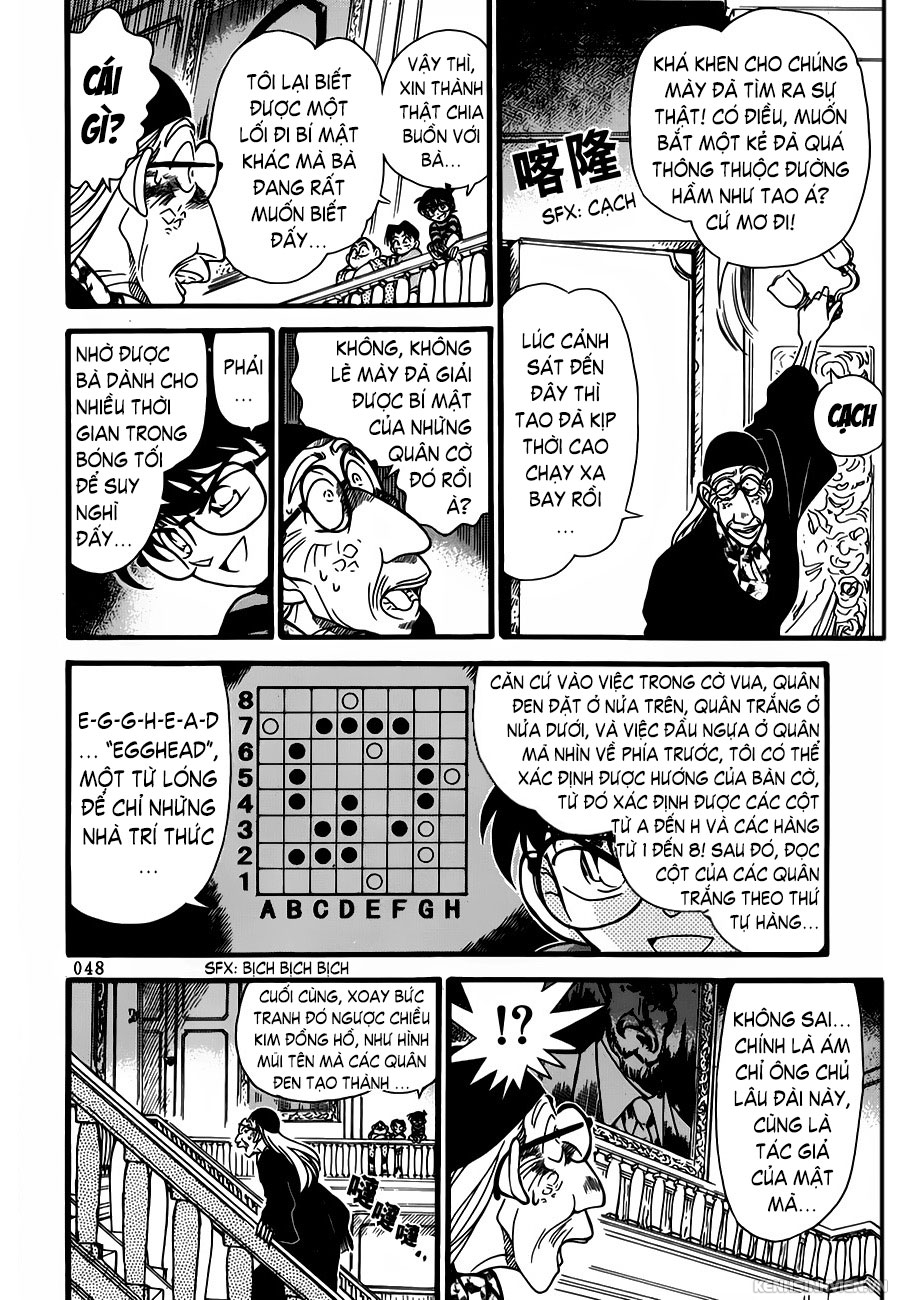 KHÁ KHEN CHO CHÚNG
MÀY ĐÃ TÌM RA SỰ
THẬT! CÓ ĐIỀU, MUỐN
BẮT MỘT KẺ ĐÃ QUÁ
THÔNG THUỘC ĐƯỜNG
HẦM NHƯ TAO Á?
CỨ MƠ ĐI!
喀隆
SFX: CẠCH
CẠCH
LÚC CẢNH
SÁT ĐẾN
ĐÂY THÌ
TAO ĐÃ KỊP
THỜI CAO
CHẠY XA
BAY RỒI
...
VẬY THÌ,
XIN THÀNH
THẬT CHIA
BUỒN VỚI
BÀ...
TÔI LẠI BIẾT
ĐƯỢC MỘT
LỐI ĐI BÍ MẬT
KHÁC MÀ BÀ
ĐANG RẤT
MUỐN BIẾT
ĐẤY...
CÁI
GÌ?
KHÔNG, KHÔNG
LẼ MÀY ĐÃ GIẢI
ĐƯỢC BÍ MẬT
CỦA NHỮNG
QUÂN CỜ
ĐÓ RỒI
À?
PHẢI
...
NHỜ ĐƯỢC
BÀ DÀNH CHO
NHIỀU THỜI
GIAN TRONG
BÓNG TỐI
ĐỂ SUY
NGHĨ
ĐẤY...
CĂN CỨ VÀO VIỆC TRONG CỜ VUA, QUÂN
ĐEN ĐẶT Ở NỬA TRÊN, QUÂN TRẮNG Ở
NỬA DƯỚI, VÀ VIỆC ĐẦU NGỰA Ở QUÂN
MÃ NHÌN VỀ PHÍA TRƯỚC, TÔI CÓ THỂ
XÁC ĐỊNH ĐƯỢC HƯỚNG CỦA BÀN CỜ,
TỪ ĐÓ XÁC ĐỊNH ĐƯỢC CÁC CỘT
TỪ A ĐẾN H VÀ CÁC HÀNG
TỪ 1 ĐẾN 8! SAU ĐÓ, ĐỌC
CỘT CỦA CÁC QUÂN
TRẮNG THEO THỨ
TỰ HÀNG...
8
7
6
5
4
3
2
1
A B C D E F G H
E-G-G-H-E-A-D
... "EGGHEAD",
MỘT TỪ LÓNG
ĐỂ CHỈ NHỮNG
NHÀ TRÍ THỨC
...
048
SFX: BỊCH BỊCH BỊCH
KHÔNG SAI...
CHÍNH LÀ ÁM
CHỈ ÔNG CHỦ
LÂU ĐÀI NÀY,
CŨNG LÀ
TÁC GIẢ
CỦA MẬT
MÃ...
!?
CUỐI CÙNG, XOAY BỨC
TRANH ĐÓ NGƯỢC CHIỀU
KIM ĐỒNG HỒ, NHƯ HÌNH
MŨI TÊN MÀ CÁC QUÂN
ĐEN TẠO THÀNH ...
噠噠噠..